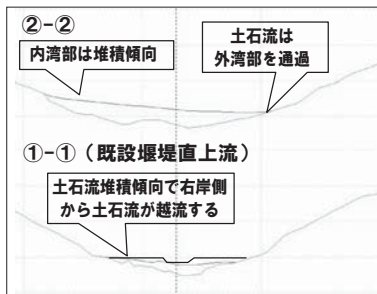 ②-②
内湾部は堆積傾向
土石流は
外湾部を通過
①-①（既設堰堤直上流）
土石流堆積傾向で右岸側
から土石流が越流する